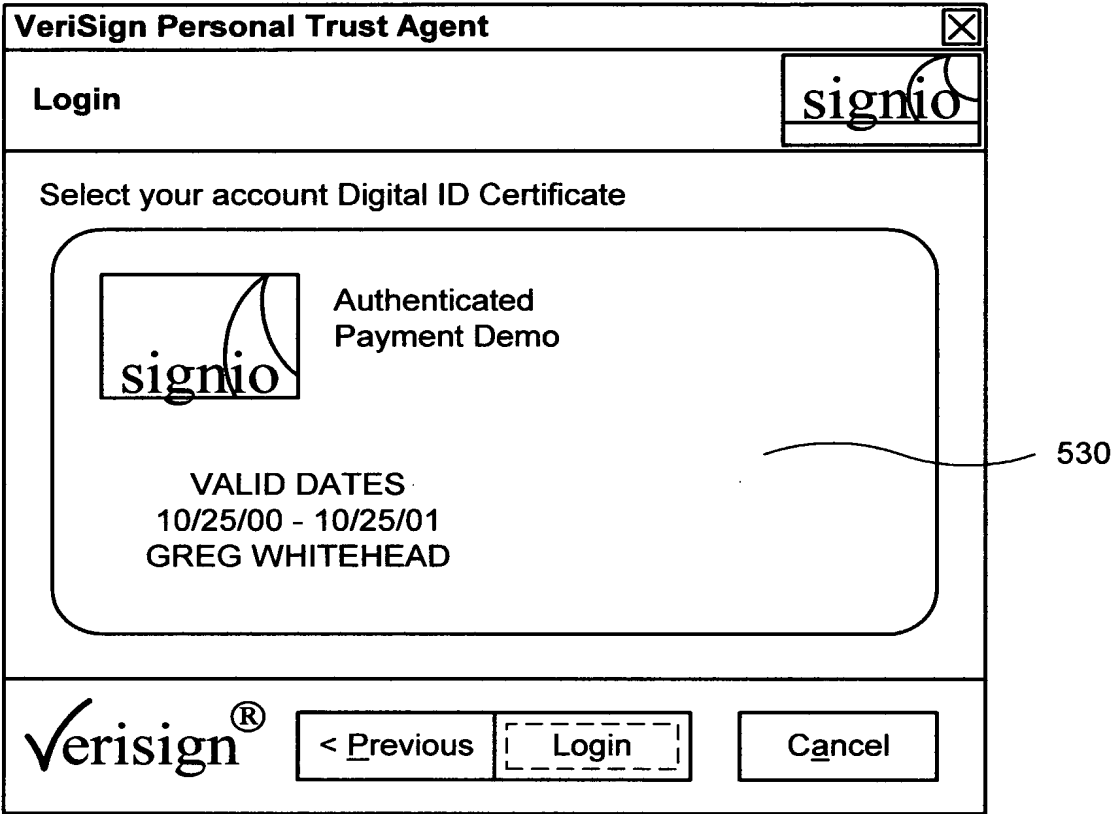 VeriSign Personal Trust Agent
Login
signio
Select your account Digital ID Certificate
signio
Authenticated
Payment Demo
530
VALID DATES
10/25/00 - 10/25/01
GREG WHITEHEAD
Verisign®
< Previous
Login
Cancel